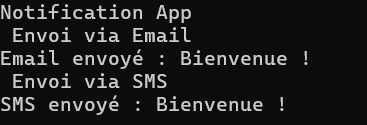 Notification App
 Envoi via Email
Email envoyé : Bienvenue !
 Envoi via SMS
SMS envoyé : Bienvenue !